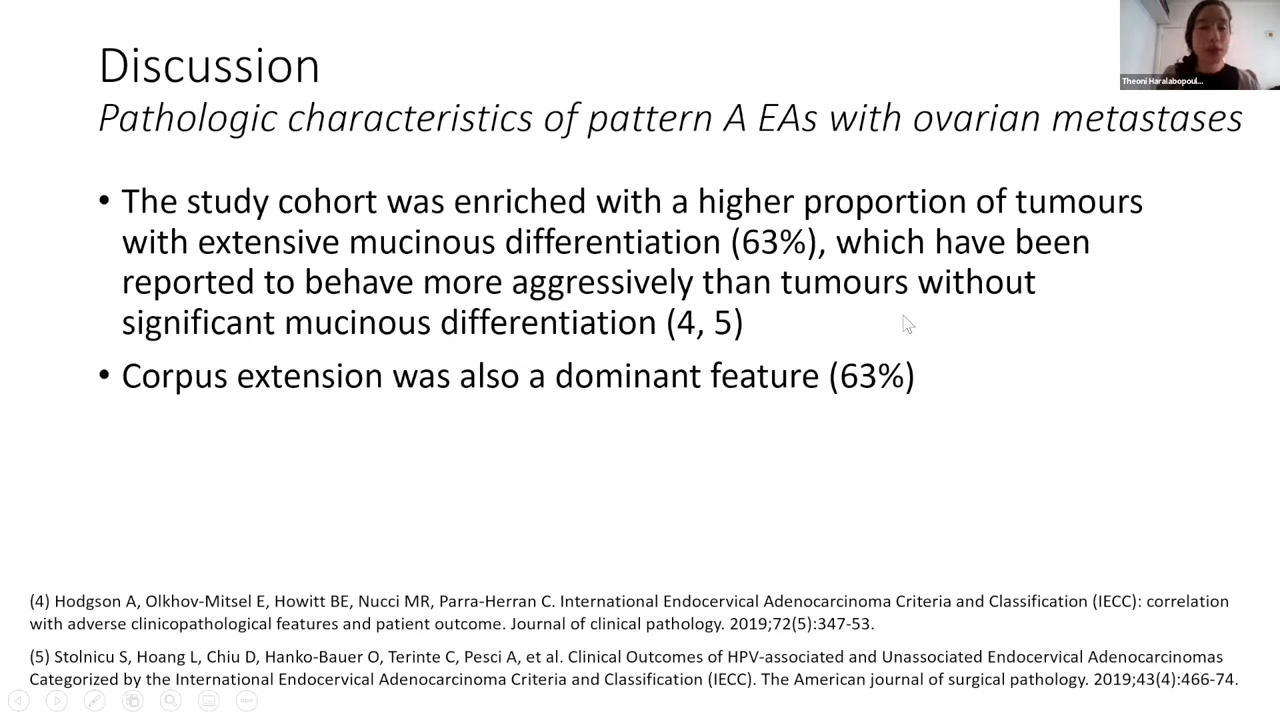 Discussion
Theoni Haralabopoul...
Pathologic characteristics of pattern A EAs with ovarian metastases
• The study cohort was enriched with a higher proportion of tumours
with extensive mucinous differentiation (63%), which have been
reported to behave more aggressively than tumours without
significant mucinous differentiation (4, 5)
• Corpus extension was also a dominant feature (63%)
(4) Hodgson A, Olkhov-Mitsel E, Howitt BE, Nucci MR, Parra-Herran C. International Endocervical Adenocarcinoma Criteria and Classification (IECC): correlation
with adverse clinicopathological features and patient outcome. Journal of clinical pathology. 2019;72(5):347-53.
(5) Stolnicu S, Hoang L, Chiu D, Hanko-Bauer O, Terinte C, Pesci A, et al. Clinical Outcomes of HPV-associated and Unassociated Endocervical Adenocarcinomas
Categorized by the International Endocervical Adenocarcinoma Criteria and Classification (IECC). The American journal of surgical pathology. 2019;43(4):466-74.